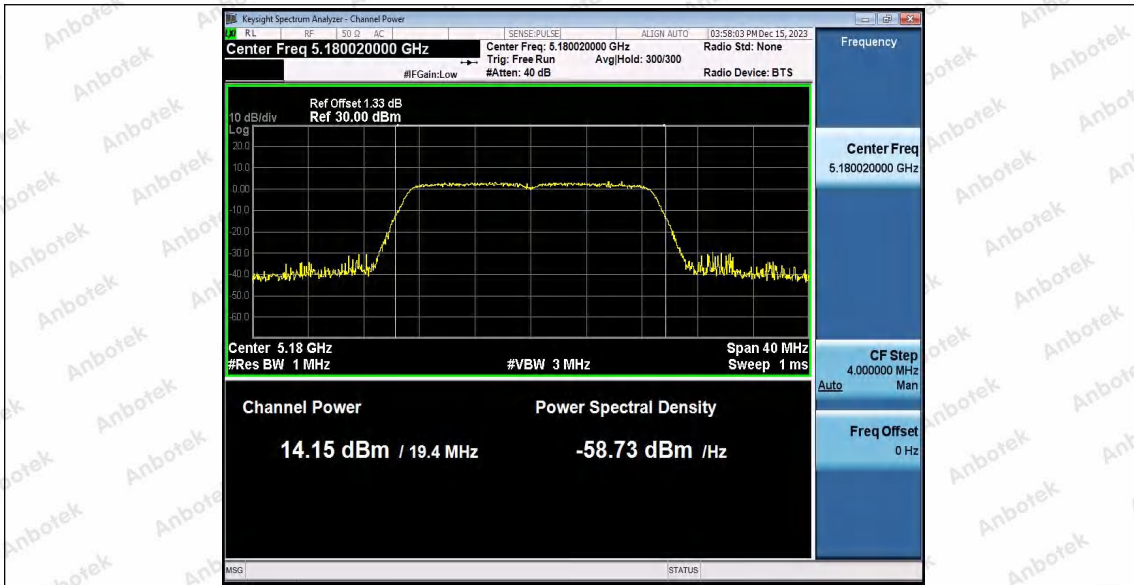 Keysight Spectrum Analyzer - Channel Power
RL RF 50 Ω AC SENSE:PULSE ALIGN AUTO 03:58:03 PM Dec 15, 2023
Center Freq 5.180020000 GHz
Center Freq: 5.180020000 GHz
Radio Std: None
Trig: Free Run Avg|Hold: 300/300
#IFGain:Low
#Atten: 40 dB
Radio Device: BTS
Ref Offset 1.33 dB
10 dB/div Ref 30.00 dBm
Log
20.0
10.0
0.00
-10.0
-20.0
-30.0
-40.0
-50.0
-60.0
Center 5.18 GHz
Span 40 MHz
#Res BW 1 MHz
#VBW 3 MHz
Sweep 1 ms
Channel Power
Power Spectral Density
14.15 dBm / 19.4 MHz
-58.73 dBm /Hz
MSG
STATUS
Frequency
Center Freq
5.180020000 GHz
CF Step
4.000000 MHz
Auto Man
Freq Offset
0 Hz
Anbotek